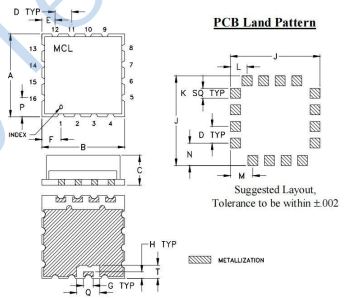 D TYP
E
12 11 10 9
13
14
15
16
MCL
8
7
6
5
A
P
INDEX
1 2 3 4
F
B
C
H TYP
T
G TYP
Q
PCB Land Pattern
J
L
K SQ TYP
J
D TYP
N
M
Suggested Layout,
Tolerance to be within ±.002
METALLIZATION